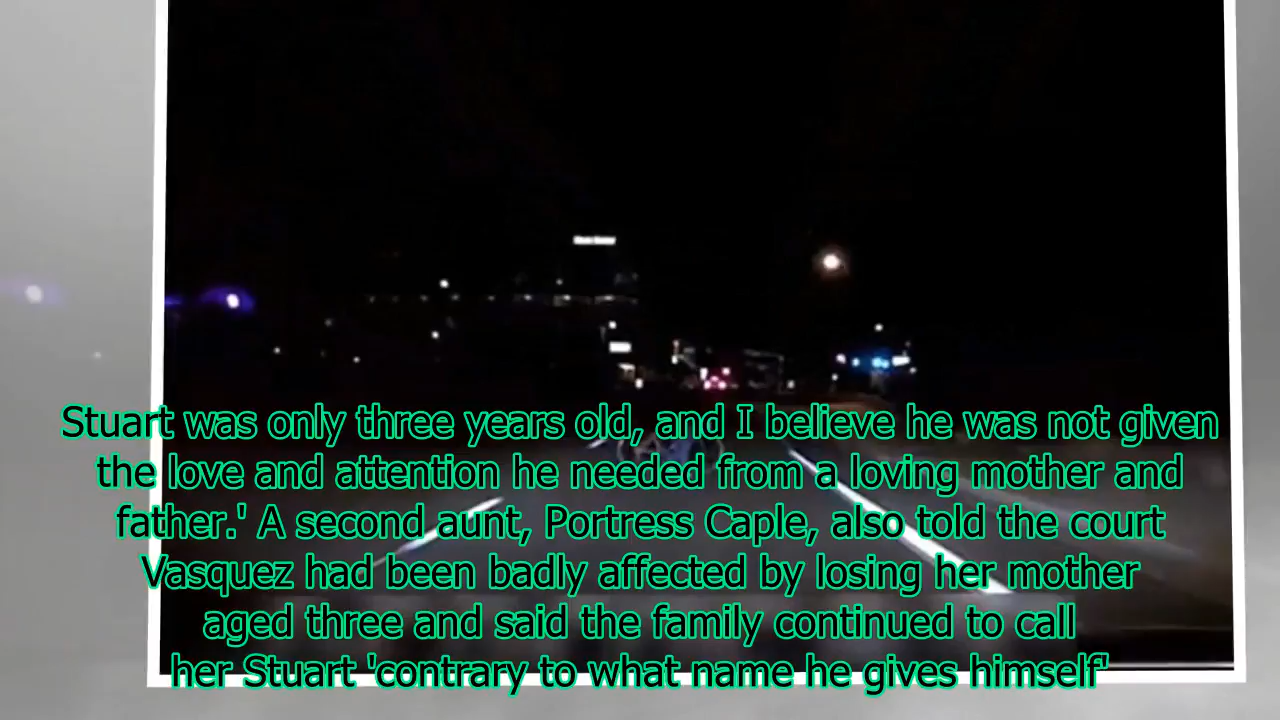 Stuart was only three years old, and I believe he was not given
the love and attention he needed from a loving mother and
father.' A second aunt, Portress Caple, also told the court
Vasquez had been badly affected by losing her mother
aged three and said the family continued to call
her Stuart 'contrary to what name he gives himself'